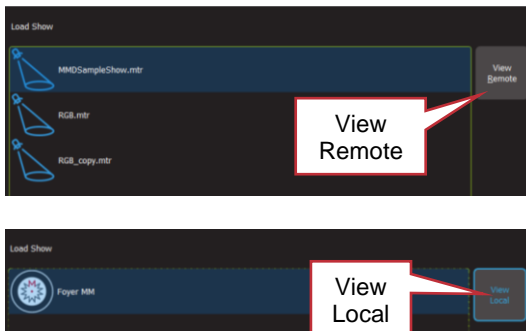 Load Show
MMDSampleShow.mtr
View
Remote
RGB.mtr
View
Remote
RGB_copy.mtr
Load Show
Foyer MM
View
Local
View
Local